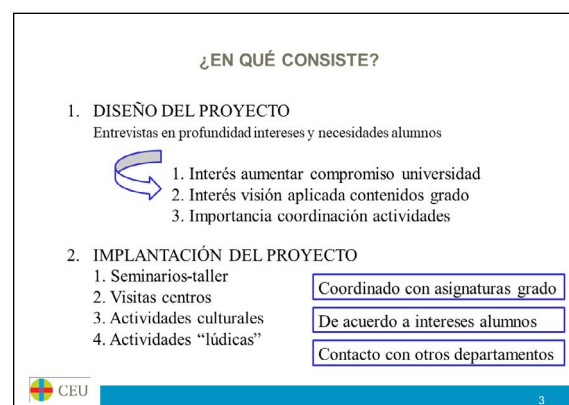 ¿EN QUÉ CONSISTE?
1. DISEÑO DEL PROYECTO
Entrevistas en profundidad intereses y necesidades alumnos
1. Interés aumentar compromiso universidad
2. Interés visión aplicada contenidos grado
3. Importancia coordinación actividades
2. IMPLANTACIÓN DEL PROYECTO
1. Seminarios-taller
2. Visitas centros
3. Actividades culturales
4. Actividades “lúdicas”
Coordinado con asignaturas grado
De acuerdo a intereses alumnos
Contacto con otros departamentos
CEU
3